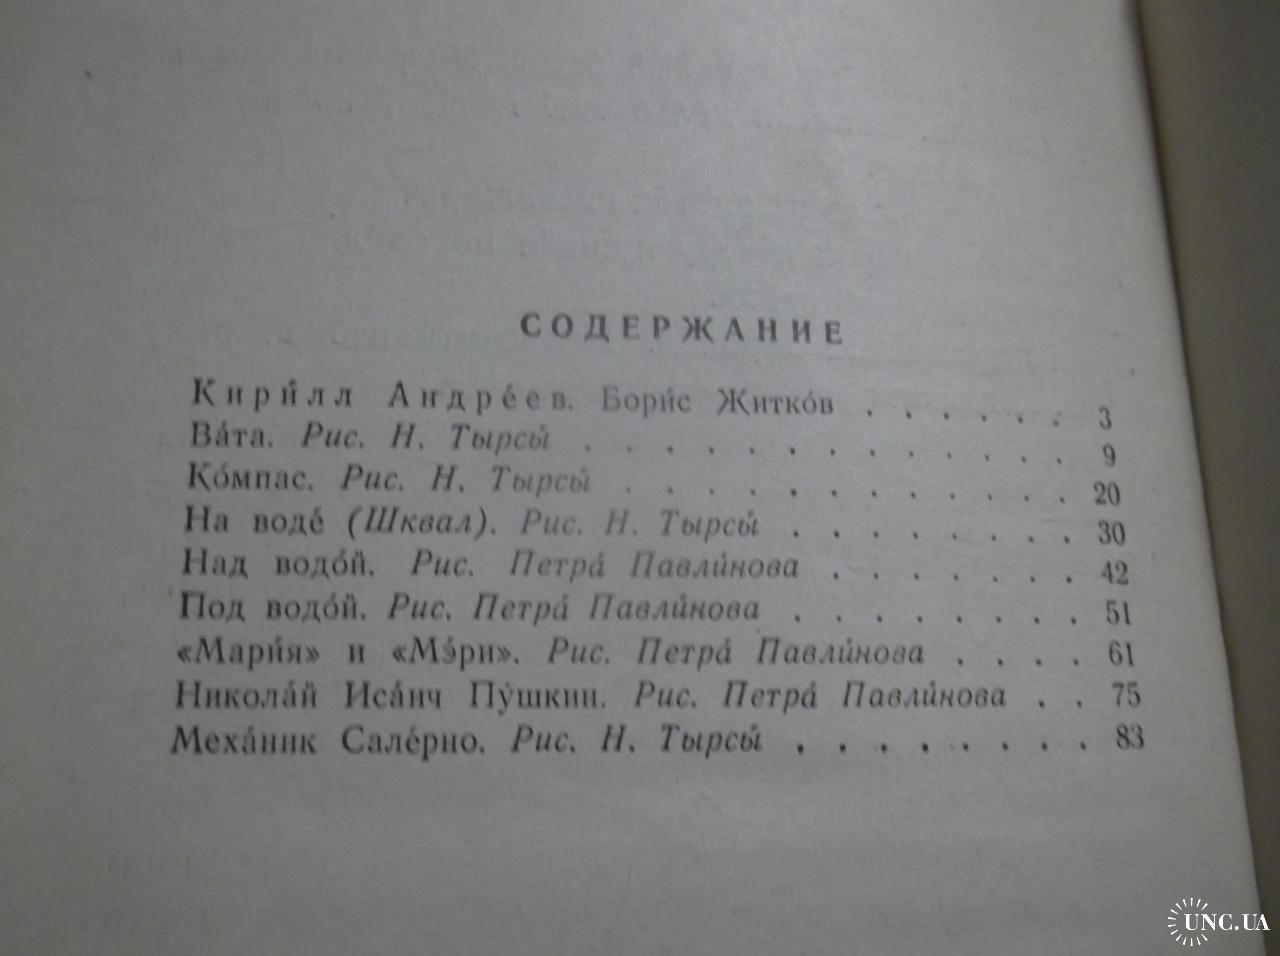 СОДЕРЖАНИЕ
Кири́лл Андре́ев. Бори́с Житко́в . . . . . . 3
Ва́та. Рис. Н. Тырсы́ . . . . . . . . . . . . . 9
Ко́мпас. Рис. Н. Тырсы́ . . . . . . . . . . . . 20
На воде́ (Шквал). Рис. Н. Тырсы́ . . . . . . . . 30
Над водо́й. Рис. Петра́ Павли́нова . . . . . . . 42
Под водо́й. Рис. Петра́ Павли́нова . . . . . . . . 51
«Мари́я» и «Мэ́ри». Рис. Петра́ Павли́нова . . . . 61
Никола́й Иса́ич Пу́шкин. Рис. Петра́ Павли́нова . . 75
Меха́ник Сале́рно. Рис. Н. Тырсы́ . . . . . . . . 83
UNC.UA